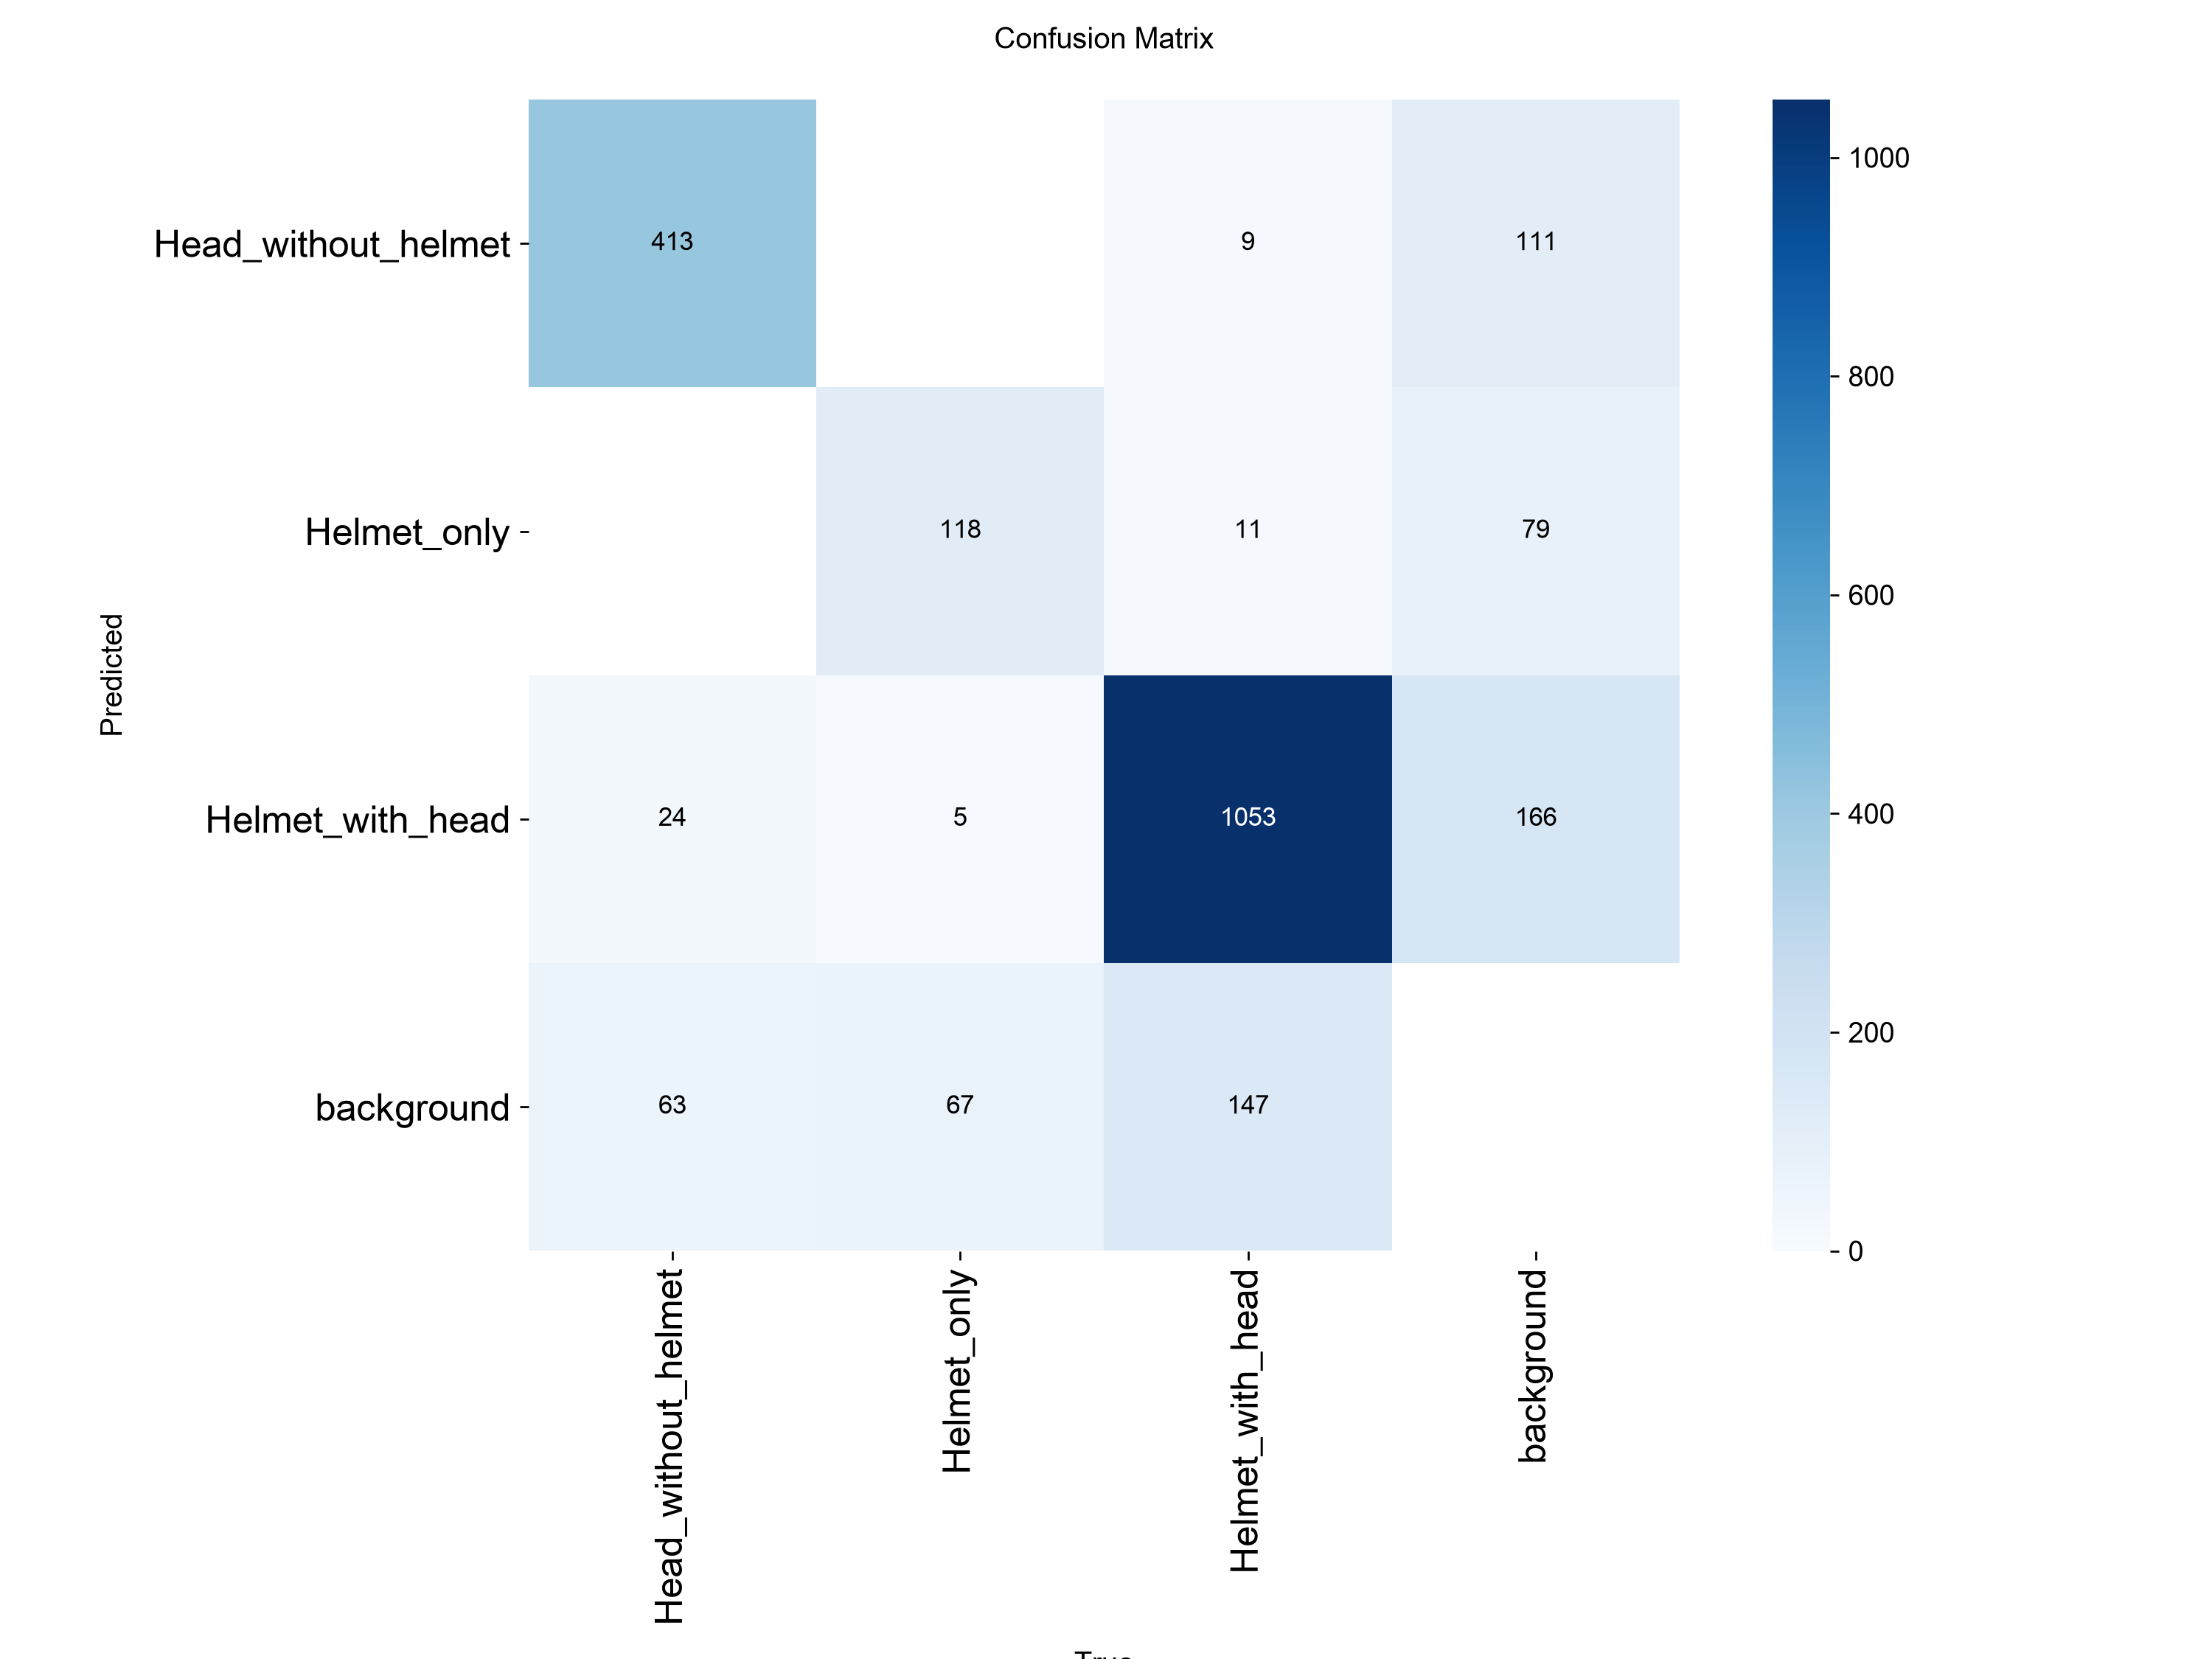 Confusion Matrix
Head_without_helmet 413 9 111
Helmet_only 118 11 79
Helmet_with_head 24 5 1053 166
background 63 67 147
Predicted
Head_without_helmet Helmet_only Helmet_with_head background
True
1000
800
600
400
200
0